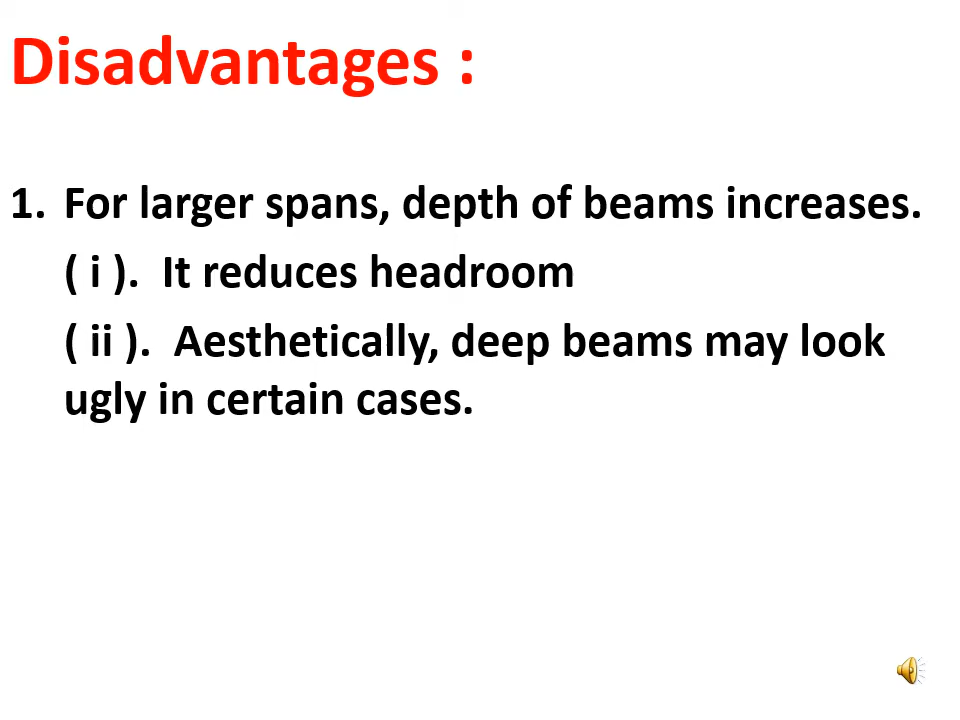 Disadvantages :
1. For larger spans, depth of beams increases.
( i ). It reduces headroom
( ii ). Aesthetically, deep beams may look
ugly in certain cases.